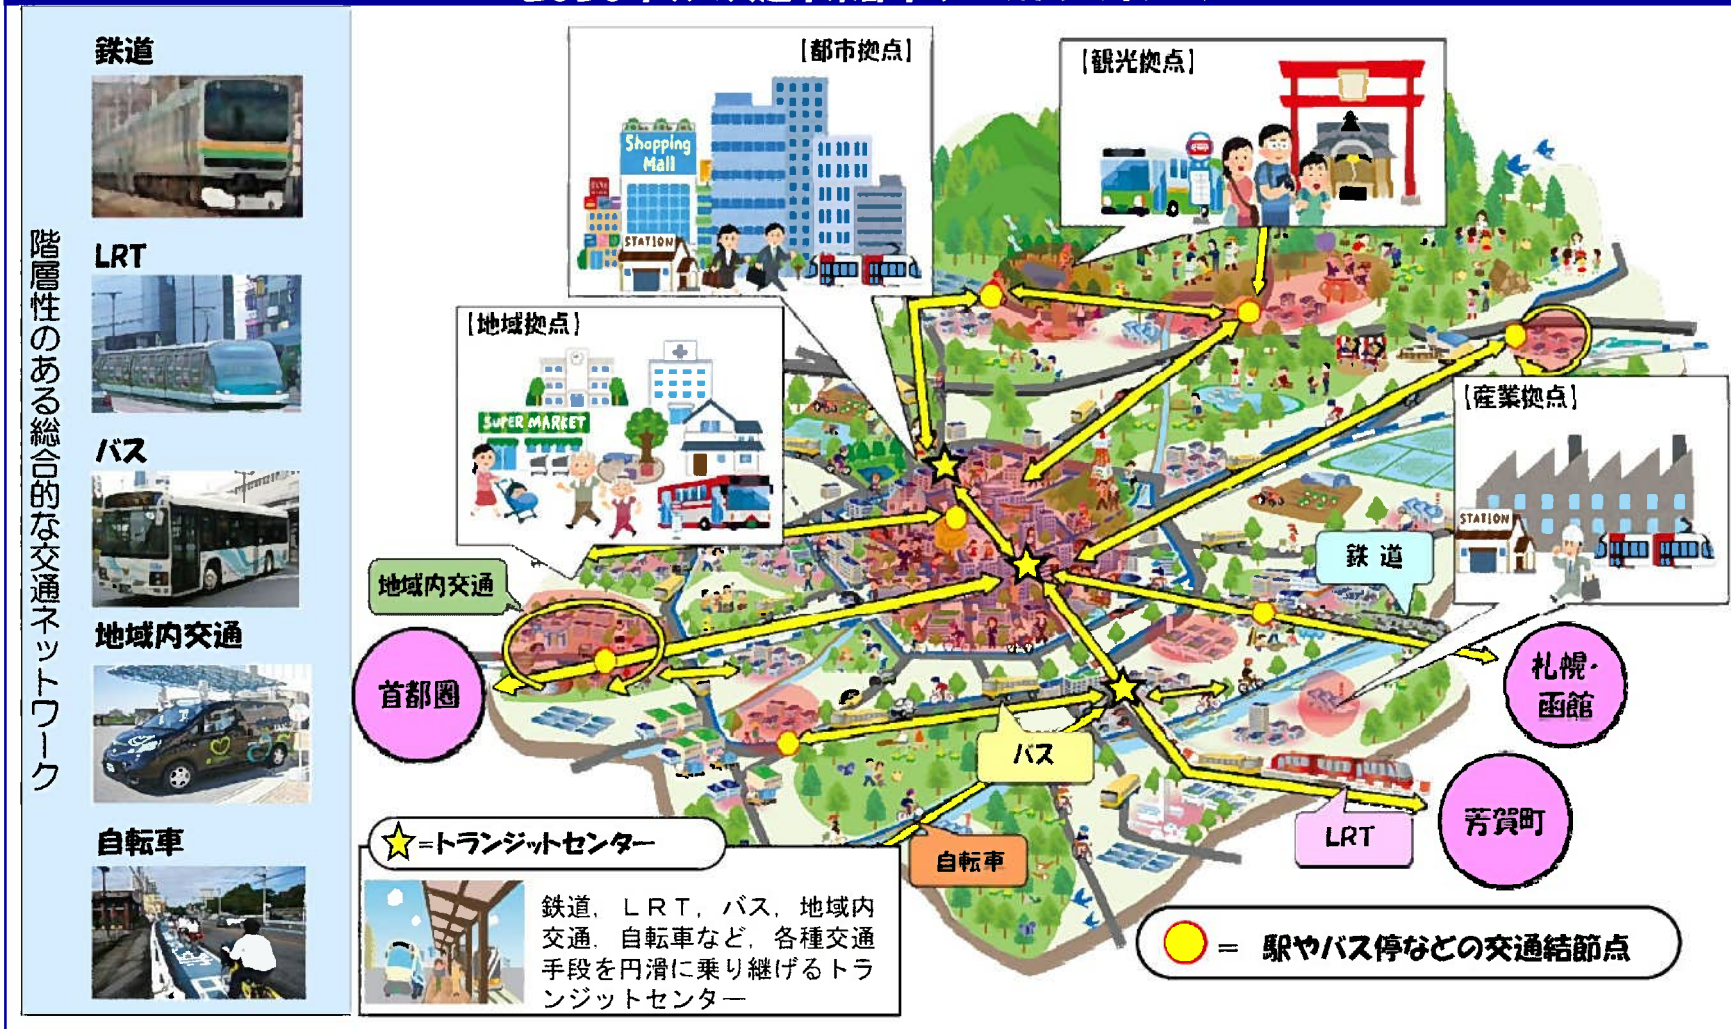 階層性のある総合的な交通ネットワーク
鉄道
LRT
バス
地域内交通
自転車
【都市拠点】
Shopping
Mall
STATION
【観光拠点】
【地域拠点】
SUPER MARKET
【産業拠点】
STATION
地域内交通
首都圏
鉄道
札幌・
函館
バス
LRT
芳賀町
自転車
☆=トランジットセンター
鉄道，ＬＲＴ，バス，地域内
交通，自転車など，各種交通
手段を円滑に乗り継げるトラ
ンジットセンター
= 駅やバス停などの交通結節点